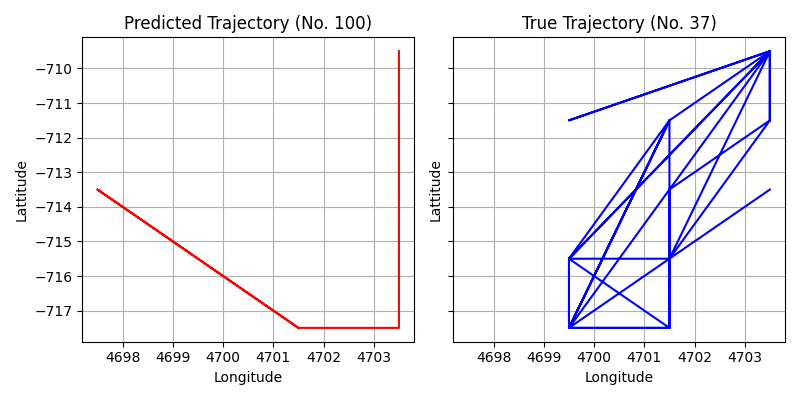 Predicted Trajectory (No. 100)
True Trajectory (No. 37)
Lattitude
−710
−711
−712
−713
−714
−715
−716
−717
4698 4699 4700 4701 4702 4703
Longitude
Lattitude
4698 4699 4700 4701 4702 4703
Longitude